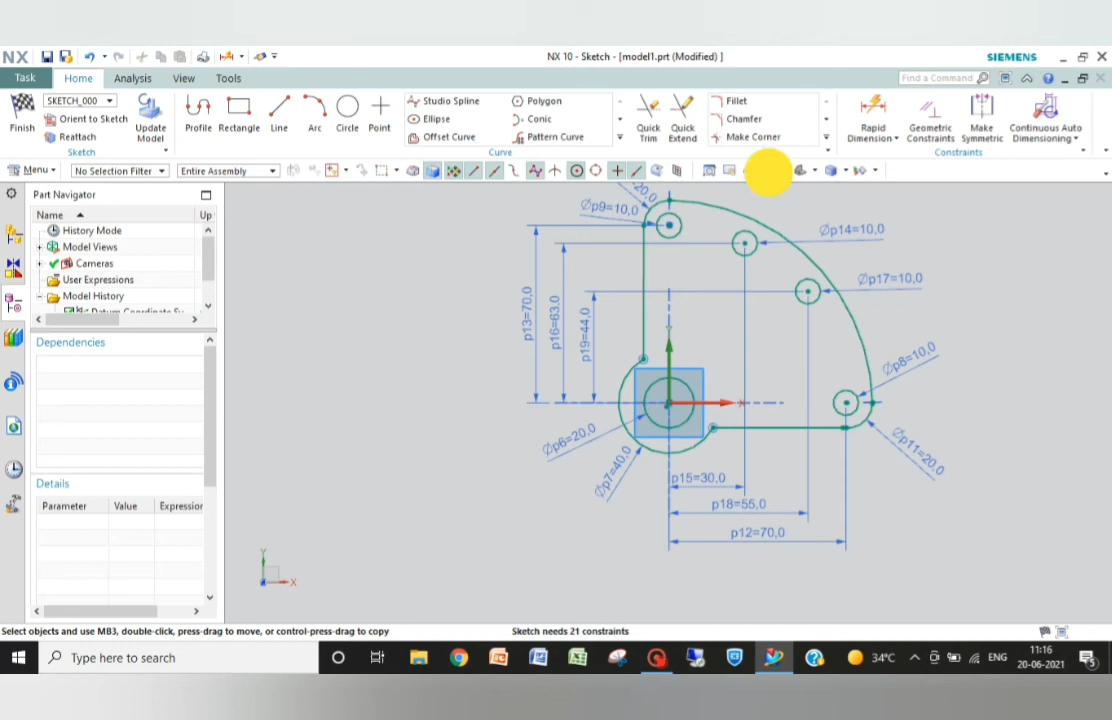 NX
NX 10 - Sketch - [model1.prt (Modified) ]
SIEMENS
Task
Home
Analysis
View
Tools
Find a Command
Finish
SKETCH_000
Orient to Sketch
Reattach
Update Model
Sketch
Profile
Rectangle
Line
Arc
Circle
Point
Studio Spline
Ellipse
Offset Curve
Polygon
Conic
Pattern Curve
Curve
Quick Trim
Quick Extend
Fillet
Chamfer
Make Corner
Rapid Dimension
Geometric Constraints
Make Symmetric
Continuous Auto Dimensioning
Constraints
Menu
No Selection Filter
Entire Assembly
Part Navigator
Name
Up
History Mode
Model Views
Cameras
User Expressions
Model History
Dependencies
Details
Parameter
Value
Expression
20,0
Øp9=10,0
Øp14=10,0
Øp17=10,0
p13=70,0
p16=63,0
p19=44,0
Y
X
Øp8=10,0
Øp6=20,0
Øp7=40,0
Øp11=20,0
p15=30,0
p18=55,0
p12=70,0
Y
X
Select objects and use MB3, double-click, press-drag to move, or control-press-drag to copy
Sketch needs 21 constraints
Type here to search
34°C
ENG
11:16
20-06-2021
5